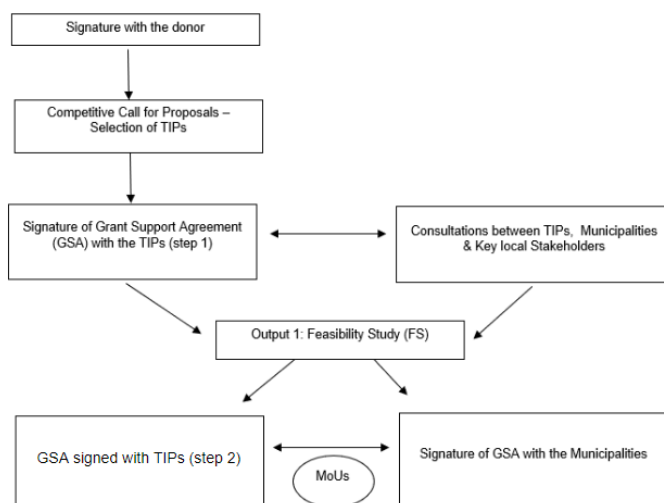 Signature with the donor
Competitive Call for Proposals –
Selection of TIPs
Signature of Grant Support Agreement
(GSA) with the TIPs (step 1)
Consultations between TIPs, Municipalities
& Key local Stakeholders
Output 1: Feasibility Study (FS)
GSA signed with TIPs (step 2)
MoUs
Signature of GSA with the Municipalities